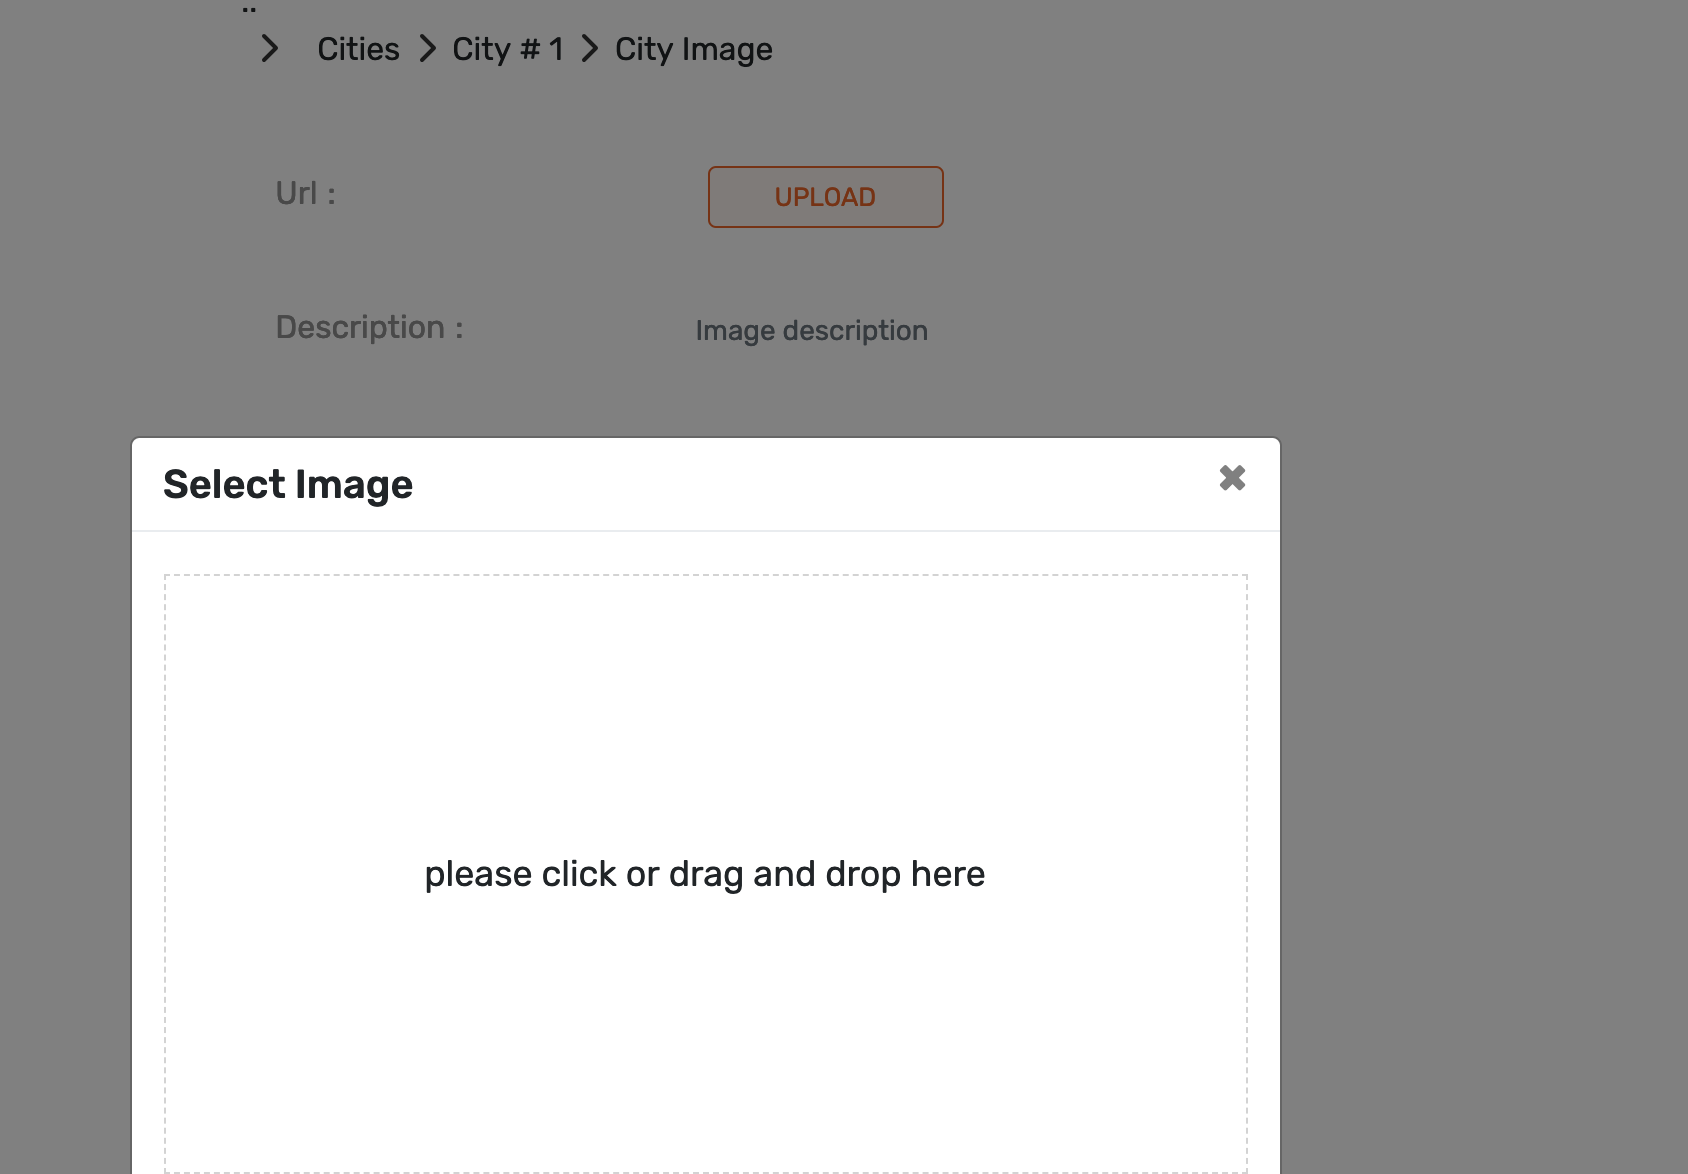 ..
Cities City # 1 City Image
Url : UPLOAD
Description : Image description
Select Image
please click or drag and drop here